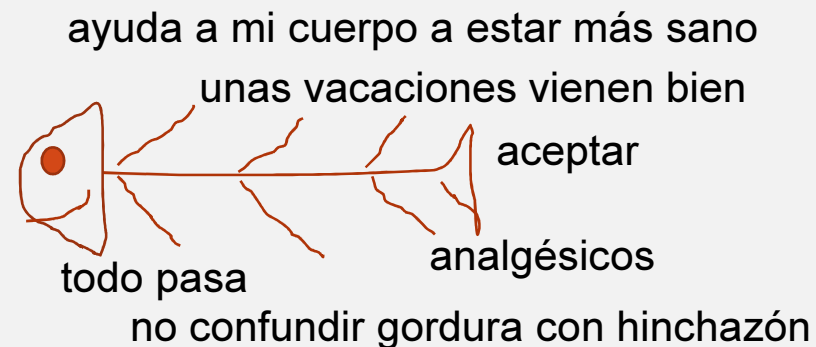 ayuda a mi cuerpo a estar más sano
unas vacaciones vienen bien
aceptar
analgésicos
todo pasa
no confundir gordura con hinchazón